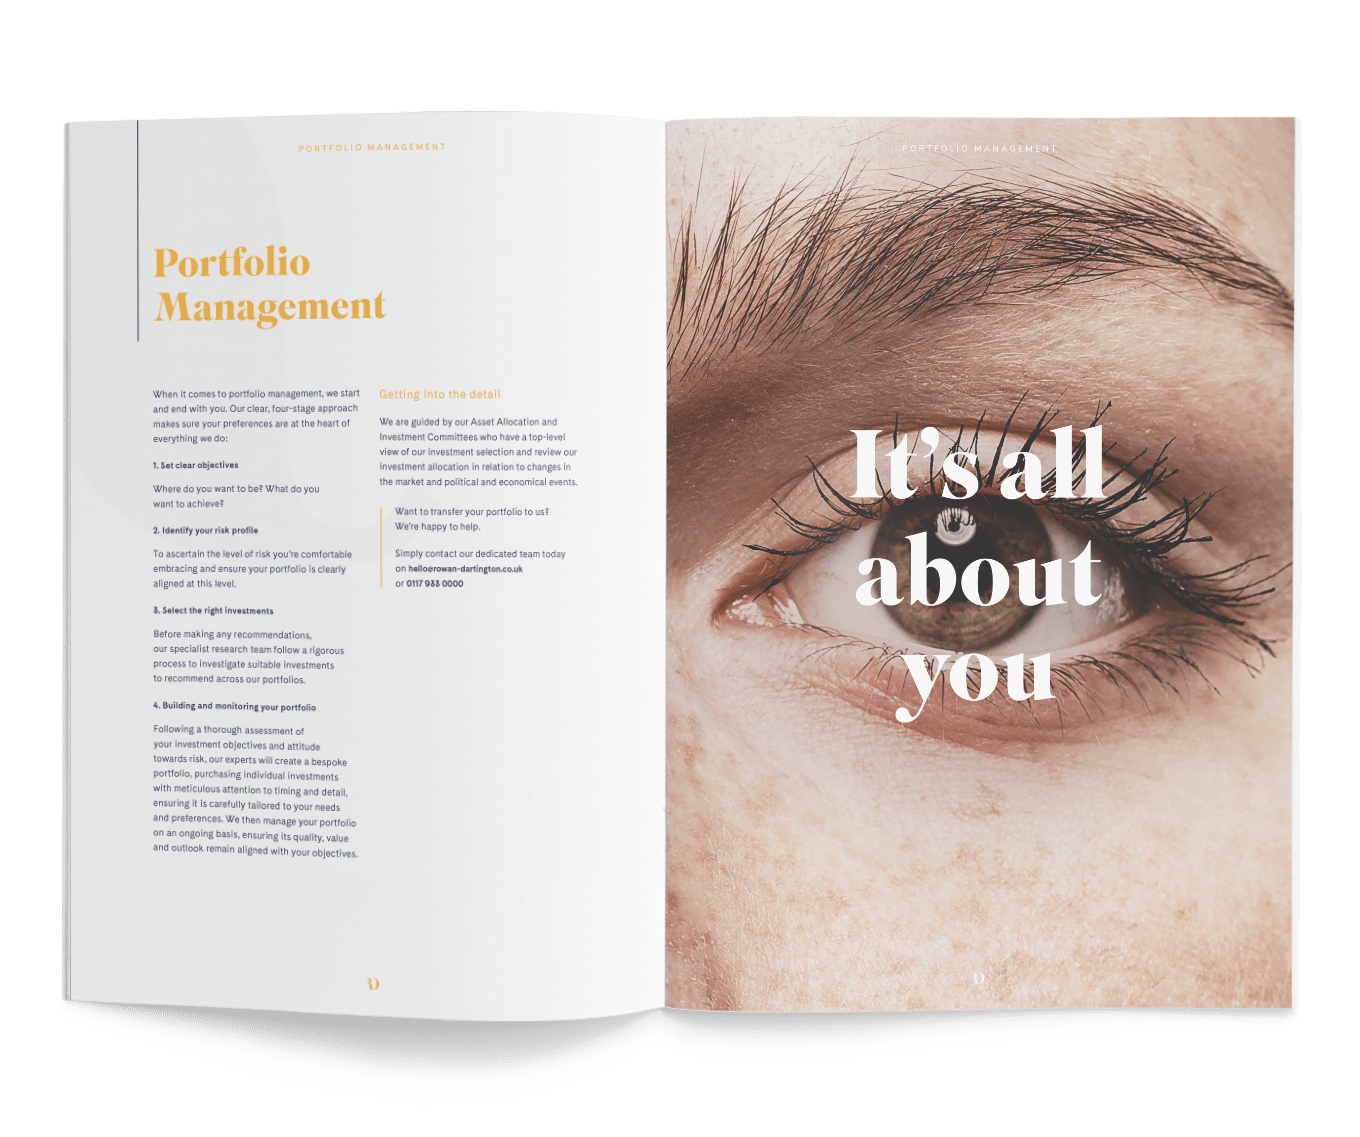 PORTFOLIO MANAGEMENT
Portfolio
Management
When it comes to portfolio management, we start
and end with you. Our clear, four-stage approach
makes sure your preferences are at the heart of
everything we do:
1. Set clear objectives
Where do you want to be? What do you
want to achieve?
2. Identify your risk profile
To ascertain the level of risk you're comfortable
embracing and ensure your portfolio is clearly
aligned at this level.
3. Select the right investments
Before making any recommendations,
our specialist research team follow a rigorous
process to investigate suitable investments
to recommend across our portfolios.
4. Building and monitoring your portfolio
Following a thorough assessment of
your investment objectives and attitude
towards risk, our experts will create a bespoke
portfolio, purchasing individual investments
with meticulous attention to timing and detail,
ensuring it is carefully tailored to your needs
and preferences. We then manage your portfolio
on an ongoing basis, ensuring its quality, value
and outlook remain aligned with your objectives.
Getting into the detail
We are guided by our Asset Allocation and
Investment Committees who have a top-level
view of our investment selection and review our
investment allocation in relation to changes in
the market and political and economical events.
Want to transfer your portfolio to us?
We're happy to help.
Simply contact our dedicated team today
on hello@rowan-dartington.co.uk
or 0117 933 0000
PORTFOLIO MANAGEMENT
It's all
about
you